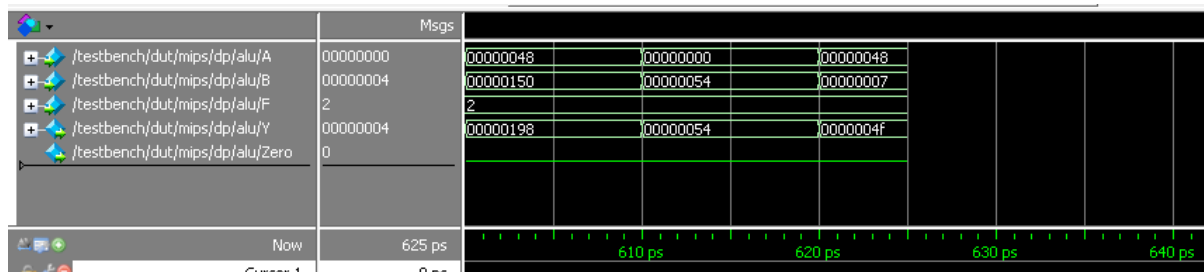 Msgs
/testbench/dut/mips/dp/alu/A 00000000 00000048 00000000 00000048
/testbench/dut/mips/dp/alu/B 00000004 00000150 00000054 00000007
/testbench/dut/mips/dp/alu/F 2 2
/testbench/dut/mips/dp/alu/Y 00000004 00000198 00000054 0000004f
/testbench/dut/mips/dp/alu/Zero 0
Now 625 ps 610 ps 620 ps 630 ps 640 ps
Cursor 1 0 ps